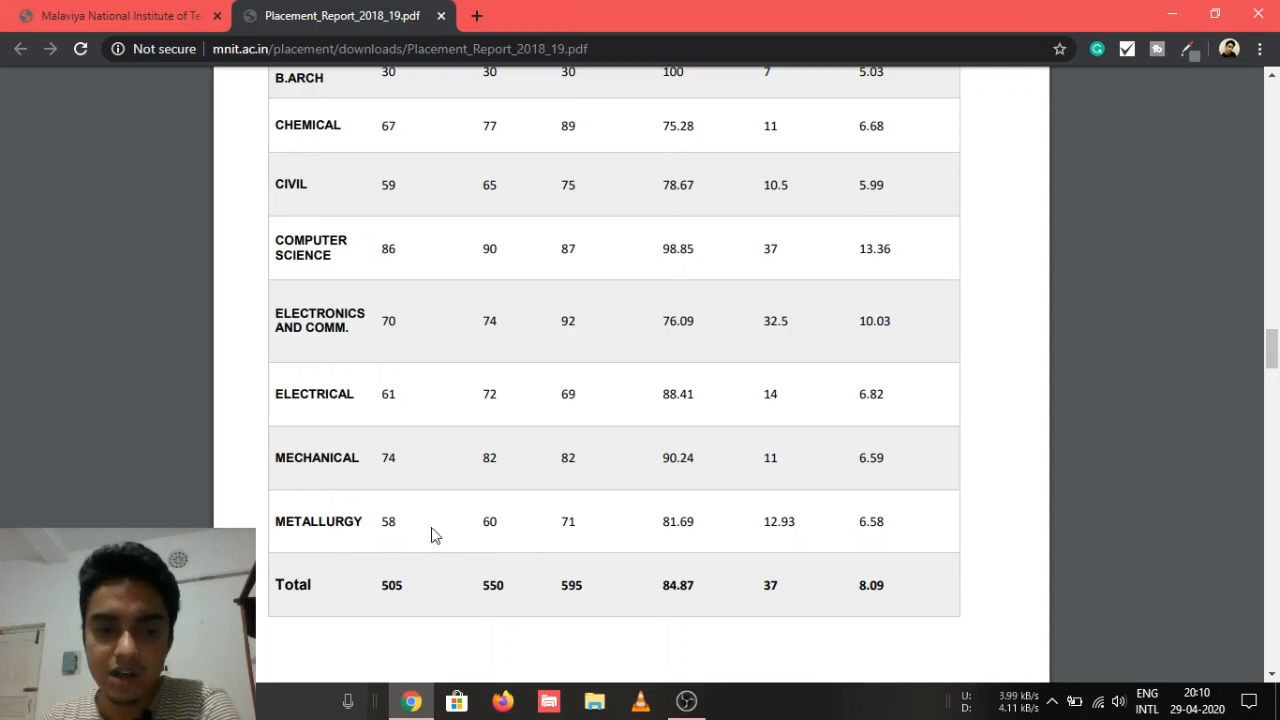 Malaviya National Institute of Te
Placement_Report_2018_19.pdf
Not secure mnit.ac.in/placement/downloads/Placement_Report_2018_19.pdf
B.ARCH 30 30 30 100 7 5.03
CHEMICAL 67 77 89 75.28 11 6.68
CIVIL 59 65 75 78.67 10.5 5.99
COMPUTER
SCIENCE 86 90 87 98.85 37 13.36
ELECTRONICS
AND COMM. 70 74 92 76.09 32.5 10.03
ELECTRICAL 61 72 69 88.41 14 6.82
MECHANICAL 74 82 82 90.24 11 6.59
METALLURGY 58 60 71 81.69 12.93 6.58
Total 505 550 595 84.87 37 8.09
U: 3.99 kB/s
D: 4.11 kB/s
ENG
INTL
20:10
29-04-2020